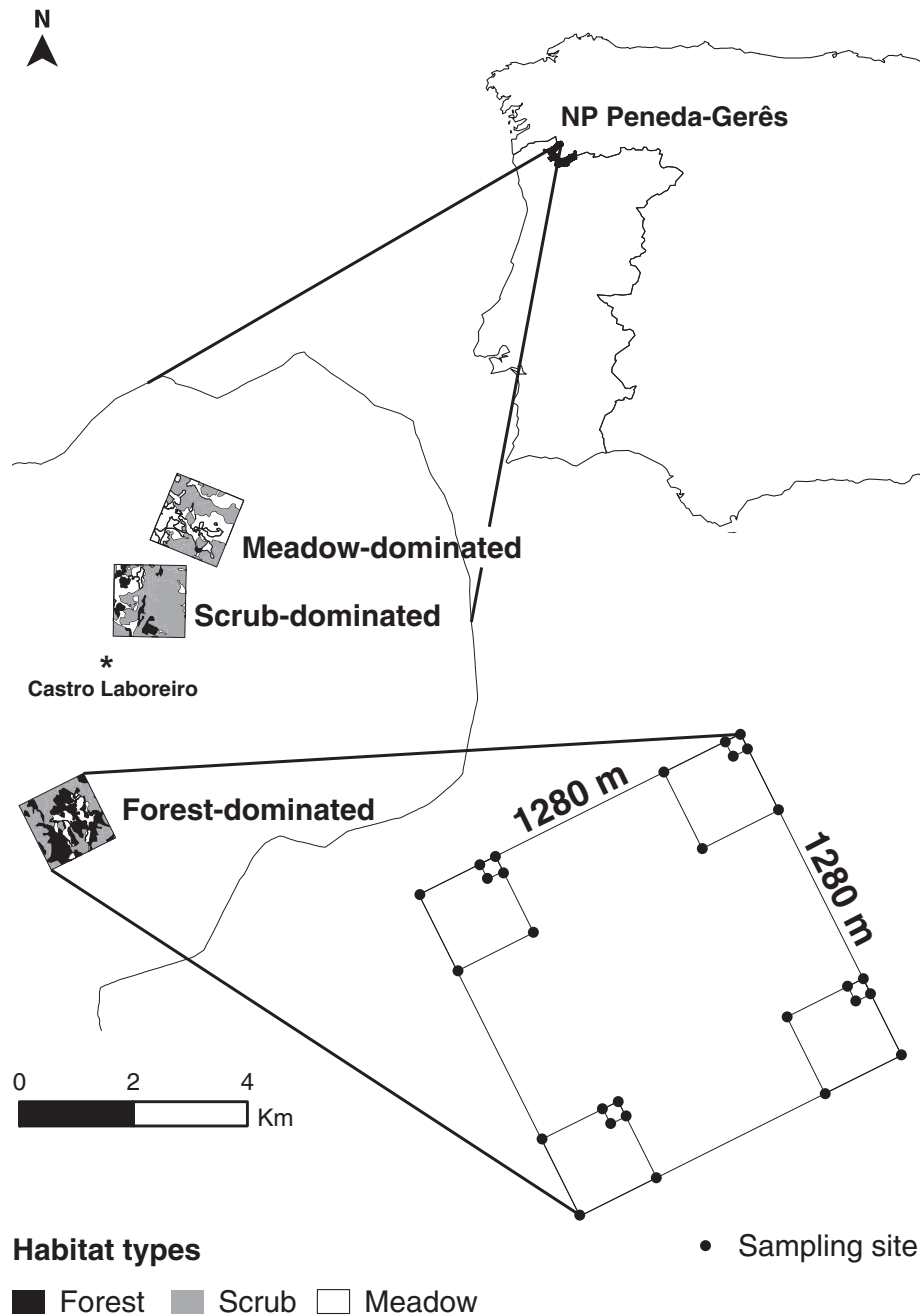 N
NP Peneda-Gerês
Meadow-dominated
Scrub-dominated
*
Castro Laboreiro
Forest-dominated
1280 m
1280 m
0 2 4
Km
Habitat types
Sampling site
Forest Scrub Meadow